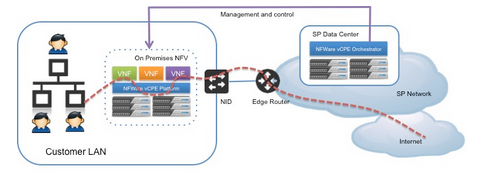 Management and control
SP Data Center
NFWare vCPE Orchestrator
On Premises NFV
VNF
VNF
VNF
NFWare vCPE Platform
NID
Edge Router
SP Network
Internet
Customer LAN